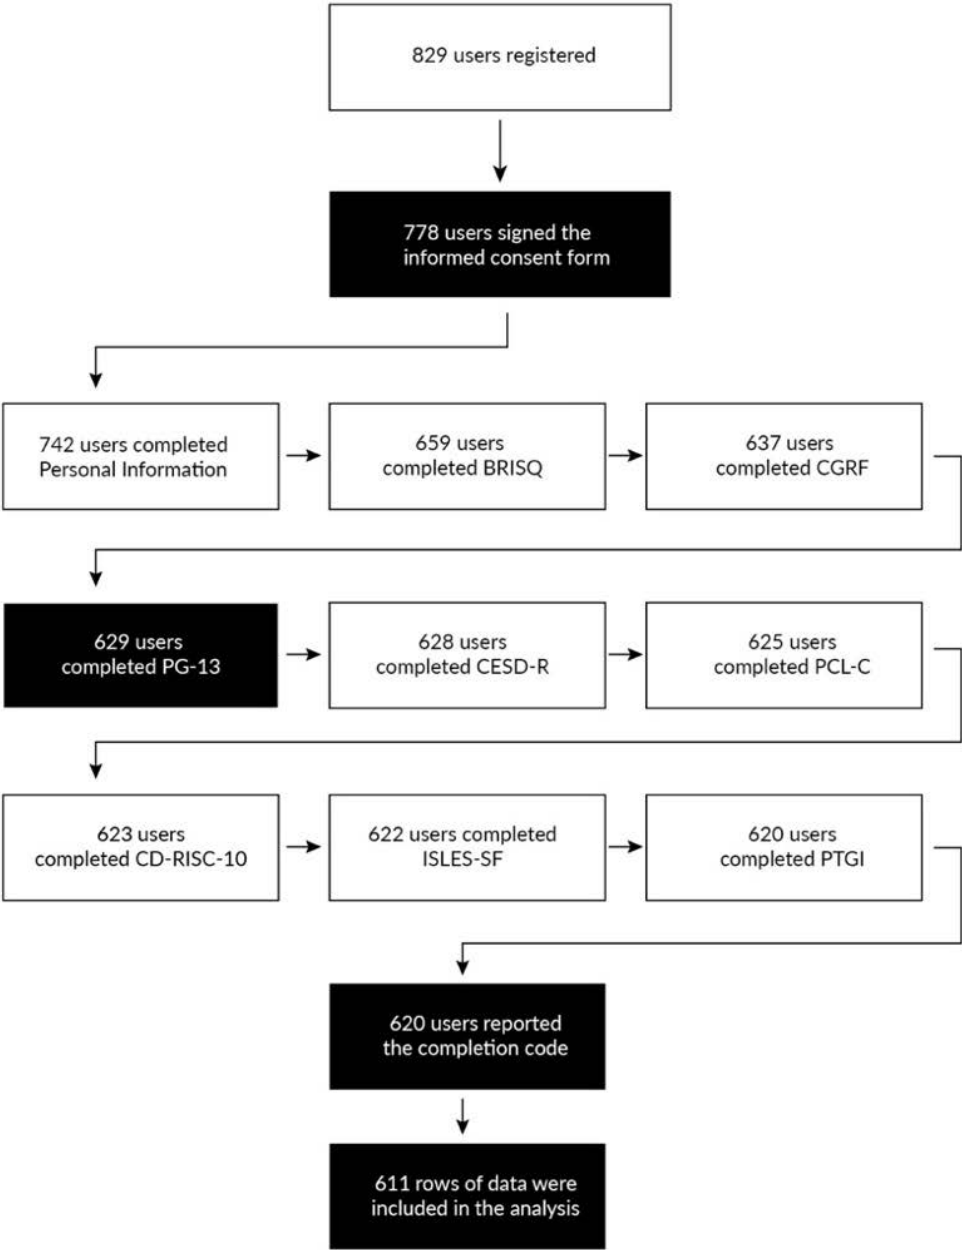 829 users registered
778 users signed the
informed consent form
742 users completed
Personal Information
659 users
completed BRISQ
637 users
completed CGRF
629 users
completed PG-13
628 users
completed CESD-R
625 users
completed PCL-C
623 users
completed CD-RISC-10
622 users completed
ISLES-SF
620 users
completed PTGI
620 users reported
the completion code
611 rows of data were
included in the analysis